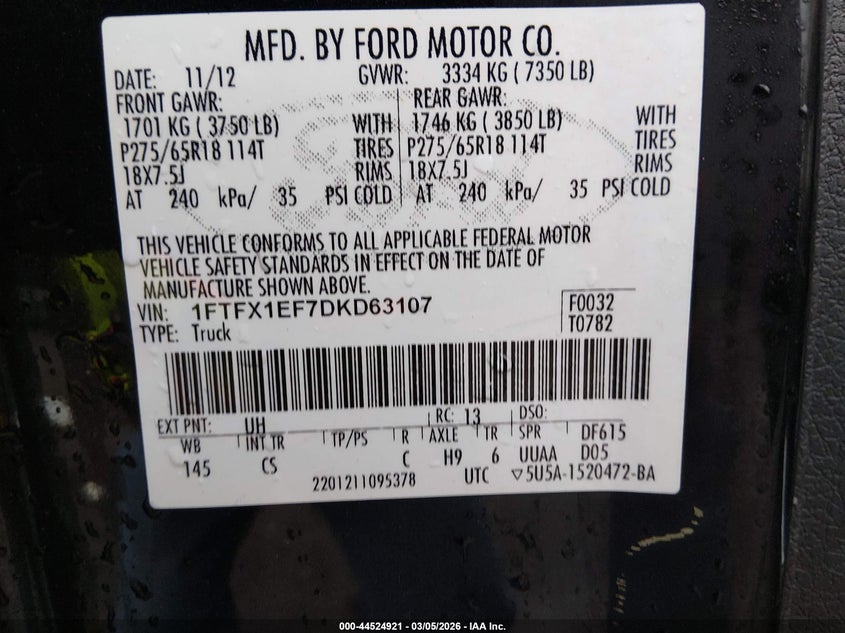 MFD. BY FORD MOTOR CO.
DATE: 11/12 GVWR: 3334 KG ( 7350 LB)
FRONT GAWR: REAR GAWR:
1701 KG ( 3750 LB) WITH 1746 KG ( 3850 LB) WITH
P275/65R18 114T TIRES P275/65R18 114T TIRES
18X7.5J RIMS 18X7.5J RIMS
AT 240 kPa/ 35 PSI COLD AT 240 kPa/ 35 PSI COLD
THIS VEHICLE CONFORMS TO ALL APPLICABLE FEDERAL MOTOR
VEHICLE SAFETY STANDARDS IN EFFECT ON THE DATE OF
MANUFACTURE SHOWN ABOVE.
VIN: 1FTFX1EF7DKD63107 F0032
TYPE: Truck T0782
EXT PNT: UH RC: 13 DSO:
WB INT TR TP/PS R AXLE TR SPR DF615
145 CS C H9 6 UUAA D05
2201211095378 UTC ▽5U5A-1520472-BA
000-44524921 - 03/05/2026 - IAA Inc.